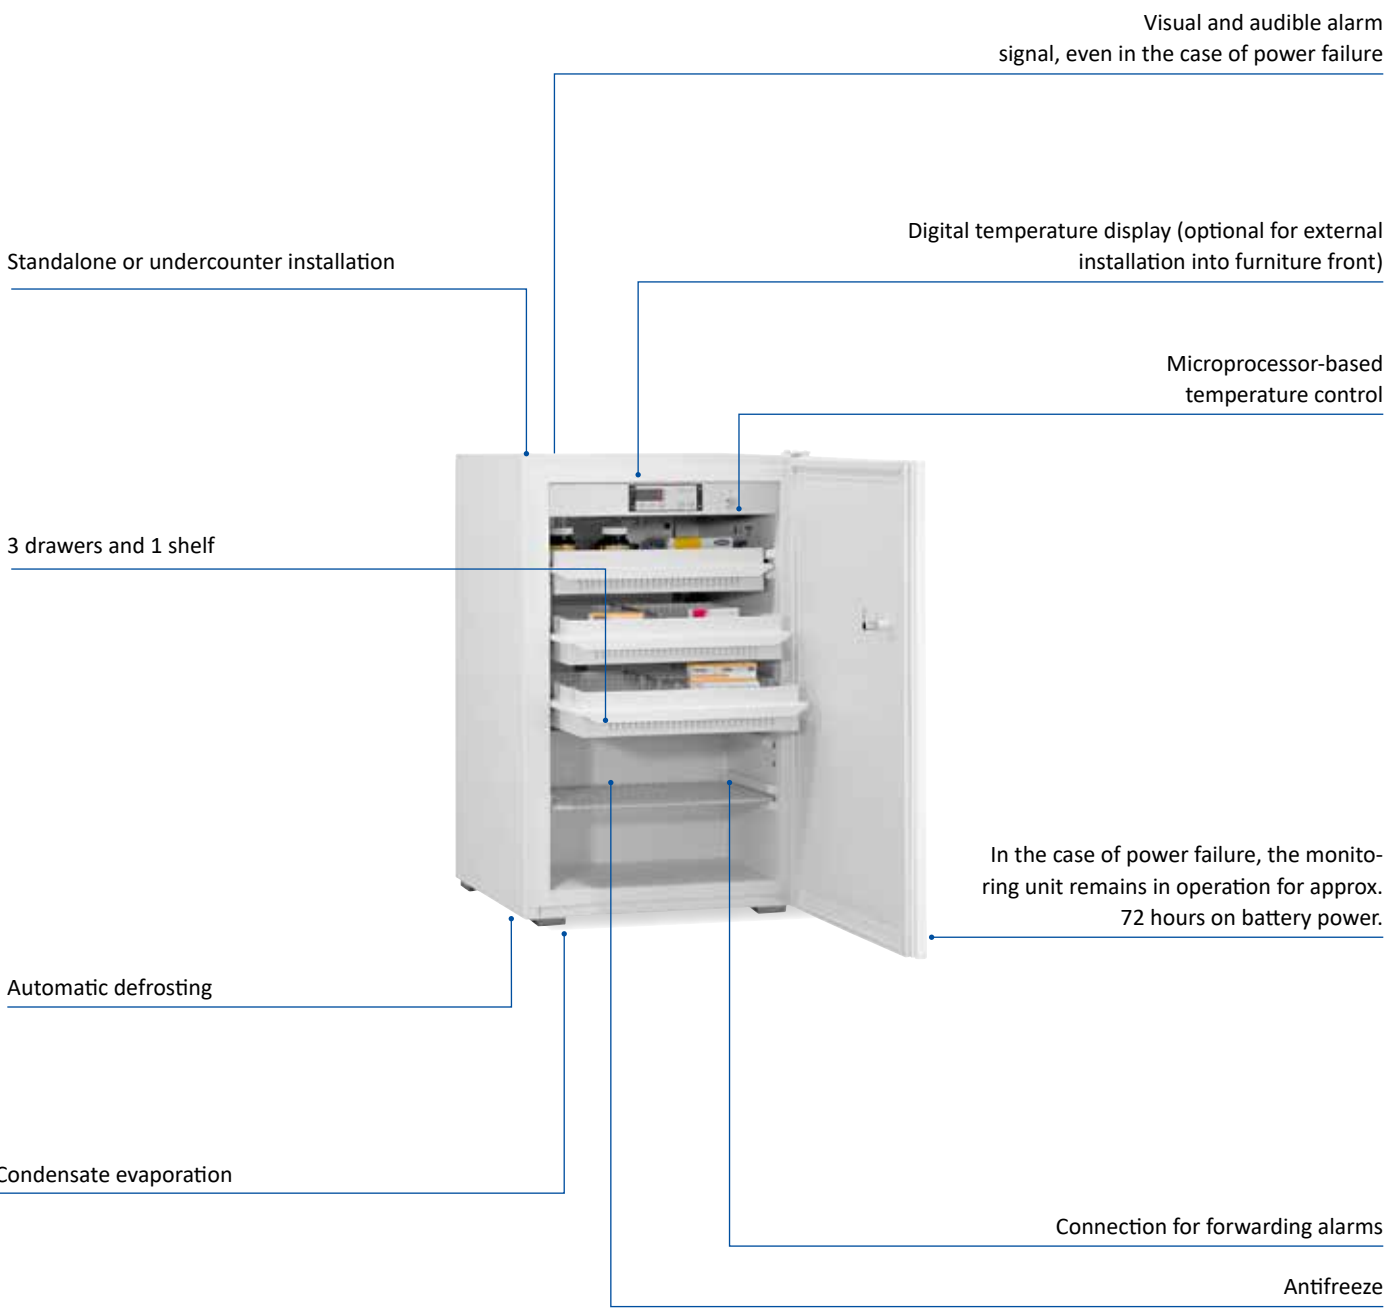 Visual and audible alarm
signal, even in the case of power failure
Digital temperature display (optional for external
installation into furniture front)
Standalone or undercounter installation
Microprocessor-based
temperature control
3 drawers and 1 shelf
In the case of power failure, the monito-
ring unit remains in operation for approx.
72 hours on battery power.
Automatic defrosting
Condensate evaporation
Connection for forwarding alarms
Antifreeze